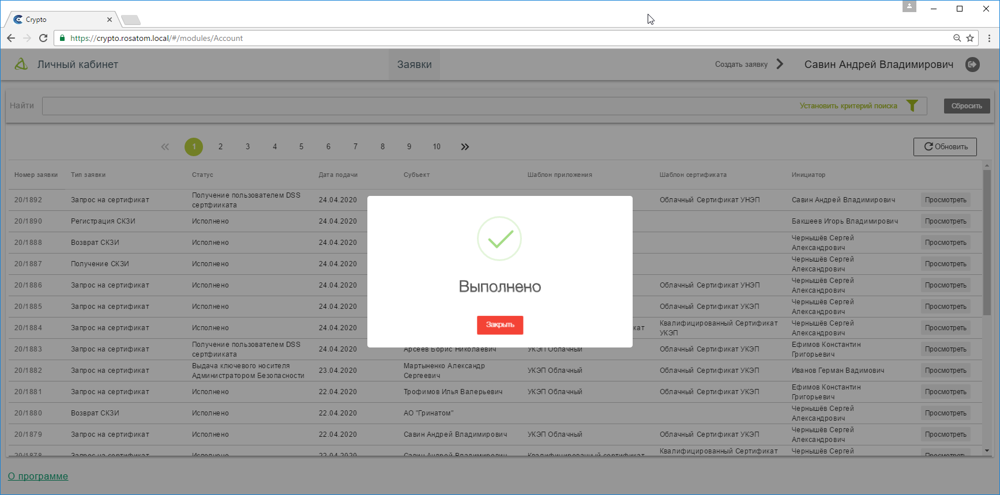 Crypto
https://crypto.rosatom.local/#/modules/Account
Личный кабинет
Заявки
Создать заявку
Савин Андрей Владимирович
Найти
Установить критерий поиска
Сбросить
1 2 3 4 5 6 7 8 9 10
Обновить
Номер заявки Тип заявки Статус Дата подачи Субъект Шаблон приложения Шаблон сертификата Инициатор
20/1892 Запрос на сертификат Получение пользователем DSS сертфииката 24.04.2020 Облачный Сертификат УНЭП Савин Андрей Владимирович Просмотреть
20/1890 Регистрация СКЗИ Исполнено 24.04.2020 Бакшеев Игорь Владимирович Просмотреть
20/1888 Возврат СКЗИ Исполнено 24.04.2020 Чернышёв Сергей Александрович Просмотреть
20/1887 Получение СКЗИ Исполнено 24.04.2020 Чернышёв Сергей Александрович Просмотреть
20/1886 Запрос на сертификат Исполнено 24.04.2020 Облачный Сертификат УНЭП Чернышёв Сергей Александрович Просмотреть
20/1885 Запрос на сертификат Исполнено 24.04.2020 Облачный Сертификат УКЭП Чернышёв Сергей Александрович Просмотреть
20/1884 Запрос на сертификат Исполнено 24.04.2020 кат Квалифицированный Сертификат УКЭП Чернышёв Сергей Александрович Просмотреть
20/1883 Запрос на сертификат Получение пользователем DSS сертфииката 24.04.2020 Арсеев Борис Николаевич УКЭП Облачный Облачный Сертификат УКЭП Ефимов Константин Григорьевич Просмотреть
20/1882 Запрос на сертификат Выдача ключевого носителя Администратором Безопасности 23.04.2020 Мартыненко Александр Сергеевич УКЭП Облачный Облачный Сертификат УКЭП Иванов Герман Вадимович Просмотреть
20/1881 Запрос на сертификат Исполнено 22.04.2020 Трофимов Илья Валерьевич УКЭП Облачный Облачный Сертификат УКЭП Ефимов Константин Григорьевич Просмотреть
20/1880 Возврат СКЗИ Исполнено 22.04.2020 АО "Гринатом" Чернышёв Сергей Александрович Просмотреть
20/1879 Запрос на сертификат Исполнено 22.04.2020 Савин Андрей Владимирович УКЭП Облачный Облачный Сертификат УКЭП Чернышёв Сергей Александрович Просмотреть
20/1878 Запрос на сертификат Исполнено 22.04.2020 Савин Андрей Владимирович Квалифицированный сертификат Квалифицированный Сертификат Чернышёв Сергей Просмотреть
Выполнено
Закрыть
О программе